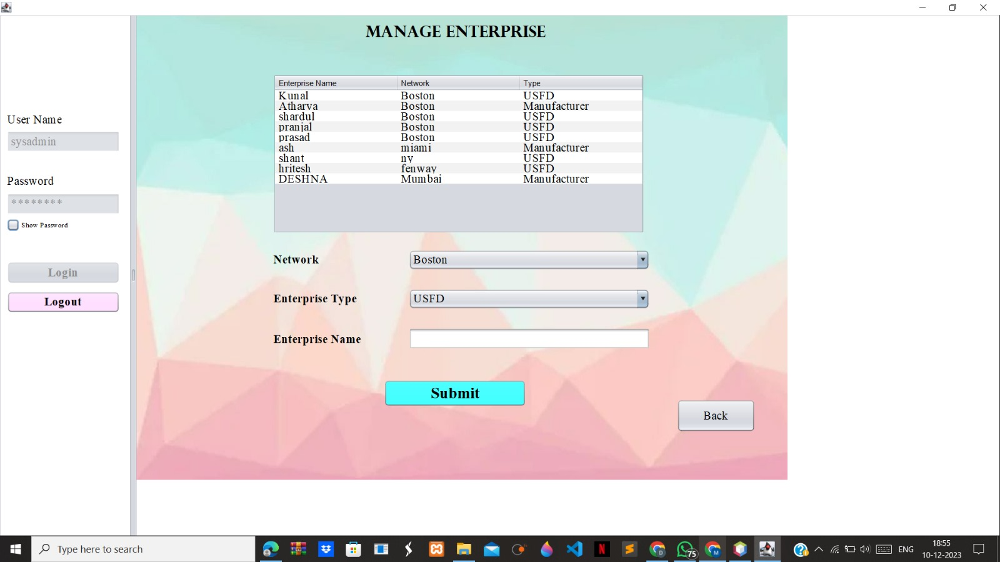 MANAGE ENTERPRISE
Enterprise Name Network Type
Kunal Boston USFD
Atharva Boston Manufacturer
shardul Boston USFD
pranjal Boston USFD
prasad Boston USFD
ash miami Manufacturer
shant ny USFD
hritesh fenway USFD
DESHNA Mumbai Manufacturer
User Name
sysadmin
Password
********
Show Password
Login
Logout
Network Boston
Enterprise Type USFD
Enterprise Name
Submit
Back
Type here to search
D
75
M
N
ENG
18:55
10-12-2023